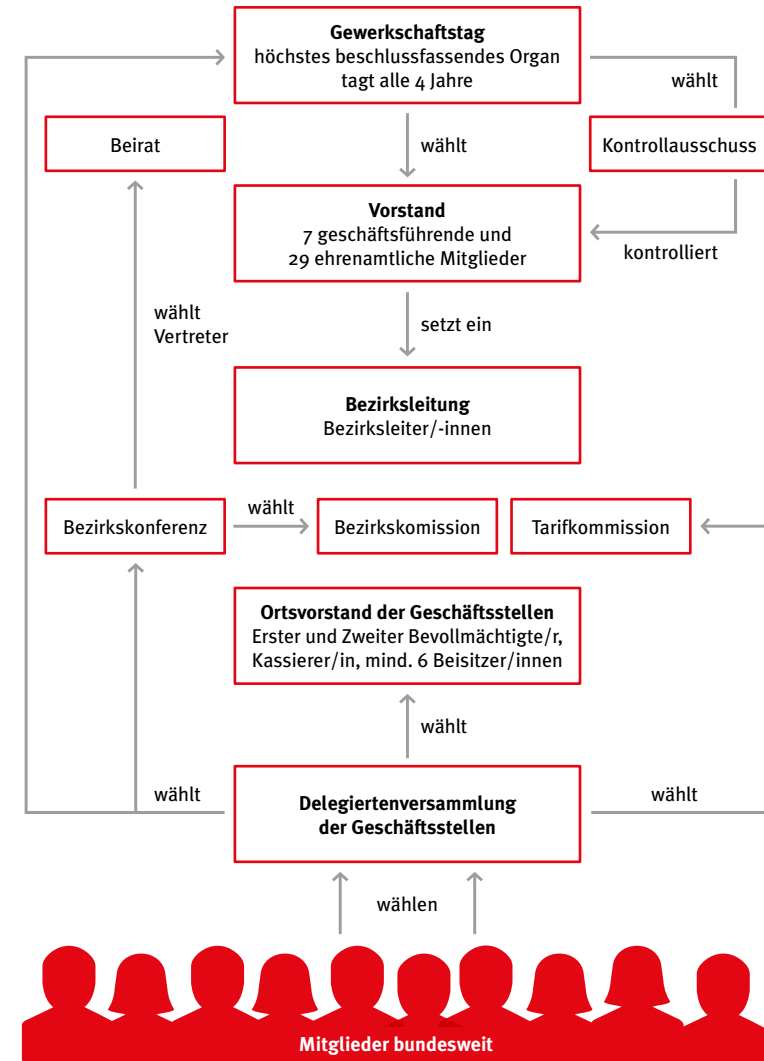 Gewerkschaftstag
höchstes beschlussfassendes Organ
tagt alle 4 Jahre
wählt
Beirat
wählt
Kontrollausschuss
Vorstand
7 geschäftsführende und
29 ehrenamtliche Mitglieder
kontrolliert
wählt
Vertreter
setzt ein
Bezirksleitung
Bezirksleiter/-innen
Bezirkskonferenz
wählt
Bezirkskomission
Tarifkommission
Ortsvorstand der Geschäftsstellen
Erster und Zweiter Bevollmächtigte/r,
Kassierer/in, mind. 6 Beisitzer/innen
wählt
wählt
Delegiertenversammlung
der Geschäftsstellen
wählt
wählen
Mitglieder bundesweit